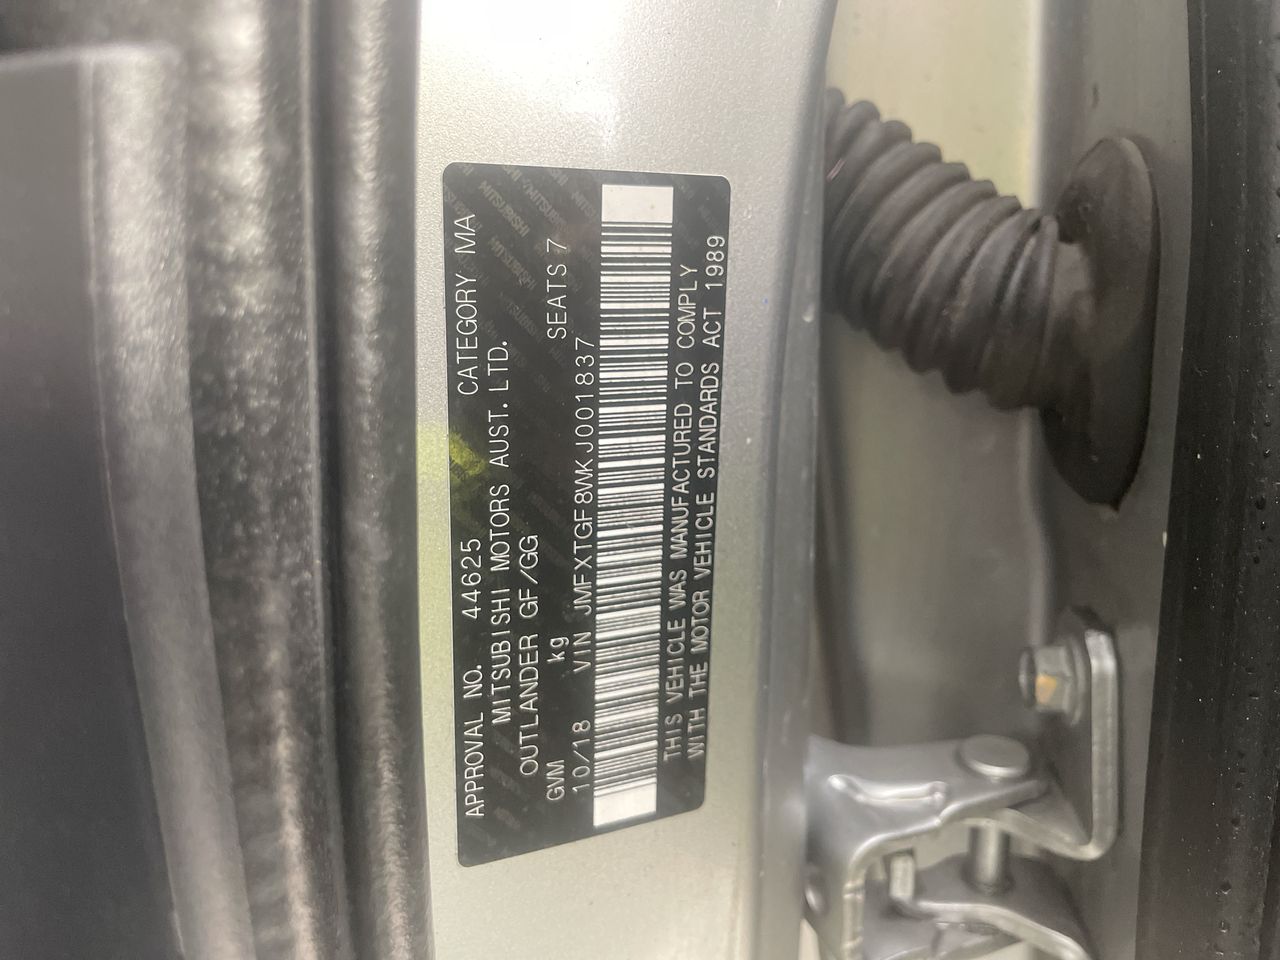 APPROVAL NO. 44625 CATEGORY MA
MITSUBISHI MOTORS AUST. LTD.
OUTLANDER GF/GG
GVM kg SEATS 7
10/18 VIN JMFXTGF8WKJ001837
THIS VEHICLE WAS MANUFACTURED TO COMPLY
WITH THE MOTOR VEHICLE STANDARDS ACT 1989